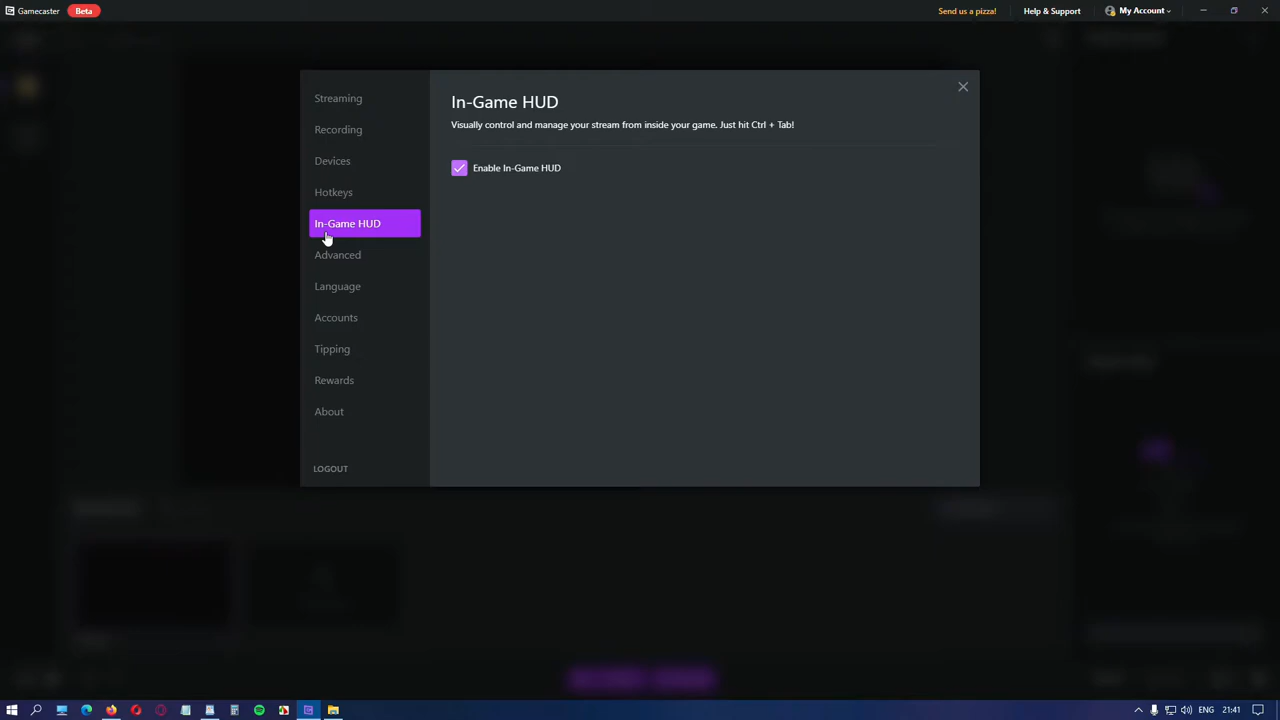 Gamecaster Beta Send us a pizza! Help & Support My Account
Streaming
Recording
Devices
Hotkeys
In-Game HUD
Advanced
Language
Accounts
Tipping
Rewards
About
LOGOUT
In-Game HUD
Visually control and manage your stream from inside your game. Just hit Ctrl + Tab!
Enable In-Game HUD
ENG 21:41